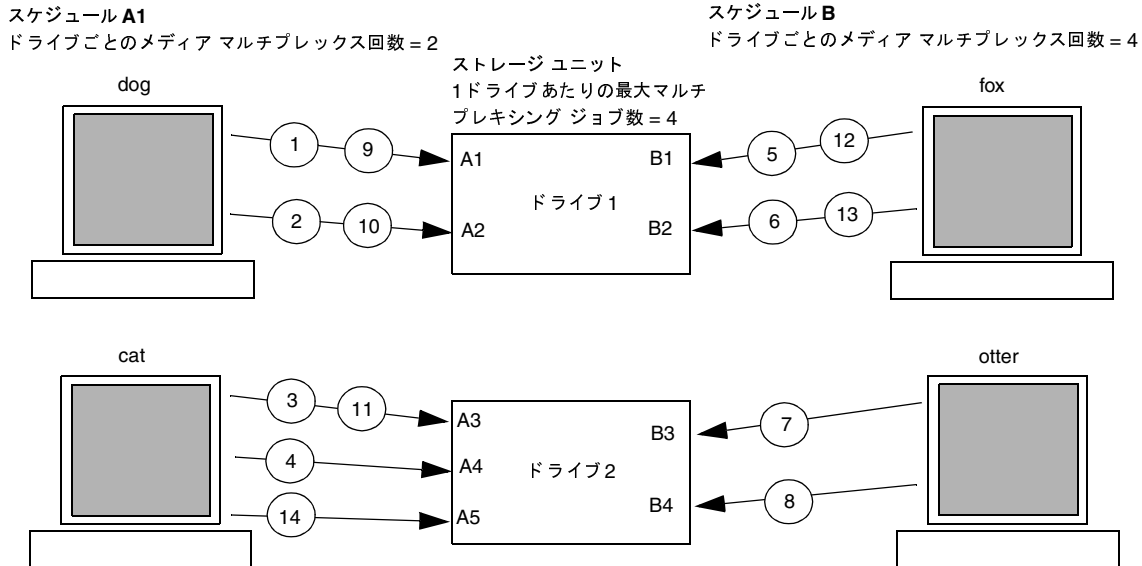 スケジュール A1
ドライブごとのメディア マルチプレックス回数 = 2
スケジュール B
ドライブごとのメディア マルチプレックス回数 = 4
ストレージ ユニット
1ドライブあたりの最大マルチ
プレキシング ジョブ数 = 4
dog
fox
1
9
A1
B1
5
12
ドライブ 1
2
10
A2
B2
6
13
cat
otter
3
11
A3
B3
7
4
A4
ドライブ 2
14
A5
B4
8